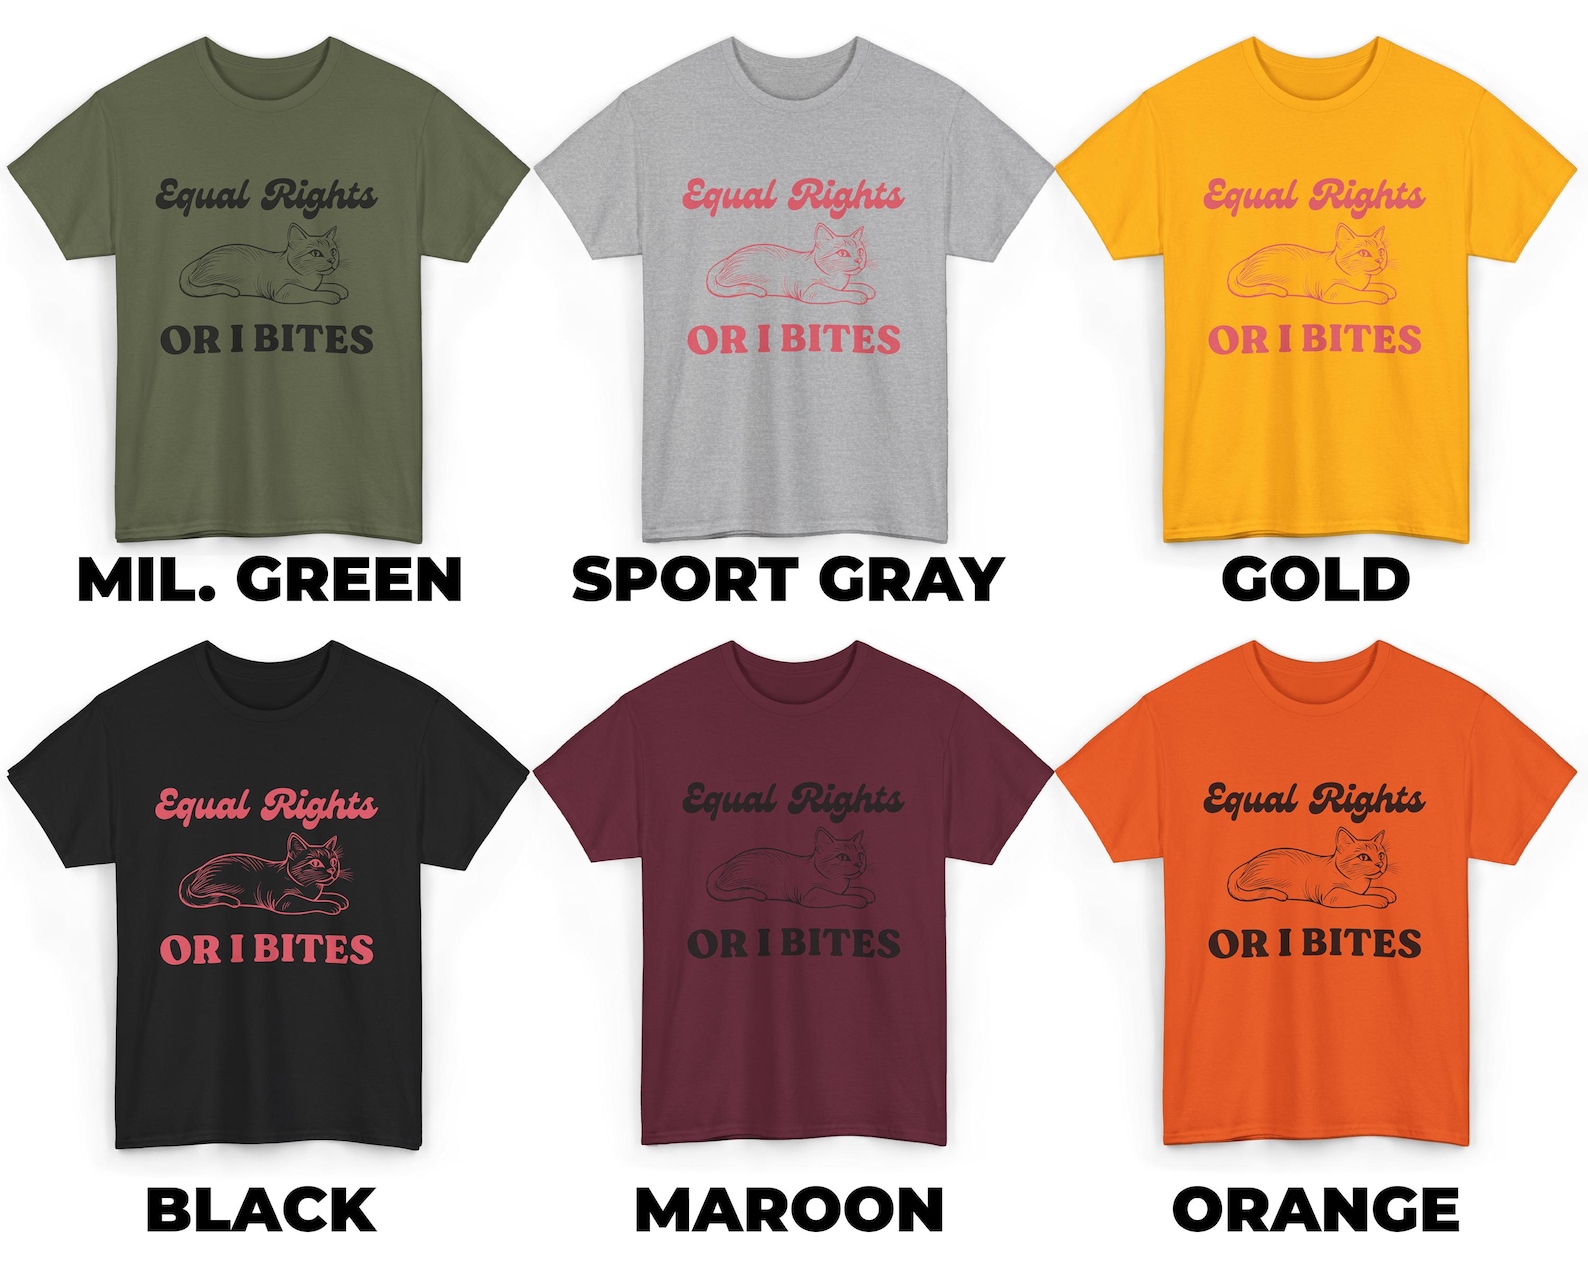 Equal Rights
OR I BITES
MIL. GREEN
Equal Rights
OR I BITES
SPORT GRAY
Equal Rights
OR I BITES
GOLD
Equal Rights
OR I BITES
BLACK
Equal Rights
OR I BITES
MAROON
Equal Rights
OR I BITES
ORANGE